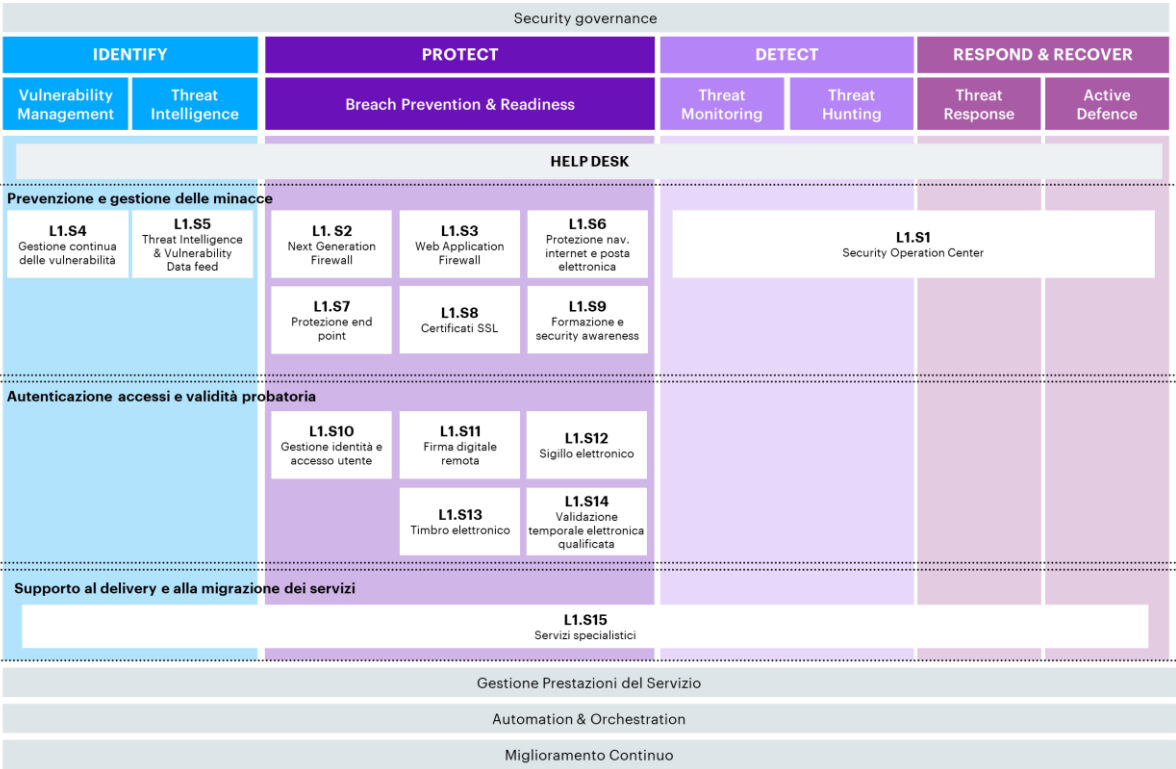 Security governance
IDENTIFY
PROTECT
DETECT
RESPOND & RECOVER
Vulnerability
Management
Threat
Intelligence
Breach Prevention & Readiness
Threat
Monitoring
Threat
Hunting
Threat
Response
Active
Defence
HELP DESK
Prevenzione e gestione delle minacce
L1.S4
Gestione continua
delle vulnerabilità
L1.S5
Threat Intelligence
& Vulnerability
Data feed
L1. S2
Next Generation
Firewall
L1.S3
Web Application
Firewall
L1.S6
Protezione nav.
internet e posta
elettronica
L1.S1
Security Operation Center
L1.S7
Protezione end
point
L1.S8
Certificati SSL
L1.S9
Formazione e
security awareness
Autenticazione accessi e validità probatoria
L1.S10
Gestione identità e
accesso utente
L1.S11
Firma digitale
remota
L1.S12
Sigillo elettronico
L1.S13
Timbro elettronico
L1.S14
Validazione
temporale elettronica
qualificata
Supporto al delivery e alla migrazione dei servizi
L1.S15
Servizi specialistici
Gestione Prestazioni del Servizio
Automation & Orchestration
Miglioramento Continuo